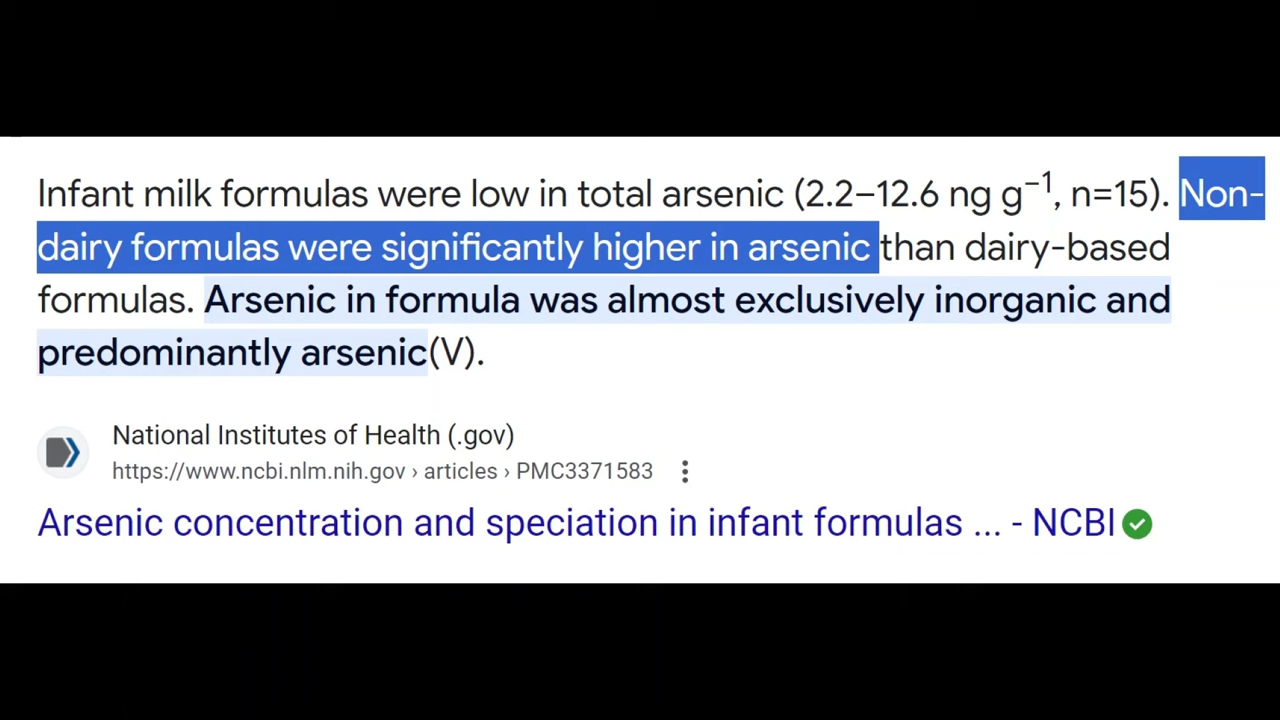 Infant milk formulas were low in total arsenic (2.2–12.6 ng g⁻¹, n=15). Non-
dairy formulas were significantly higher in arsenic than dairy-based
formulas. Arsenic in formula was almost exclusively inorganic and
predominantly arsenic(V).
National Institutes of Health (.gov)
https://www.ncbi.nlm.nih.gov › articles › PMC3371583
Arsenic concentration and speciation in infant formulas ... - NCBI